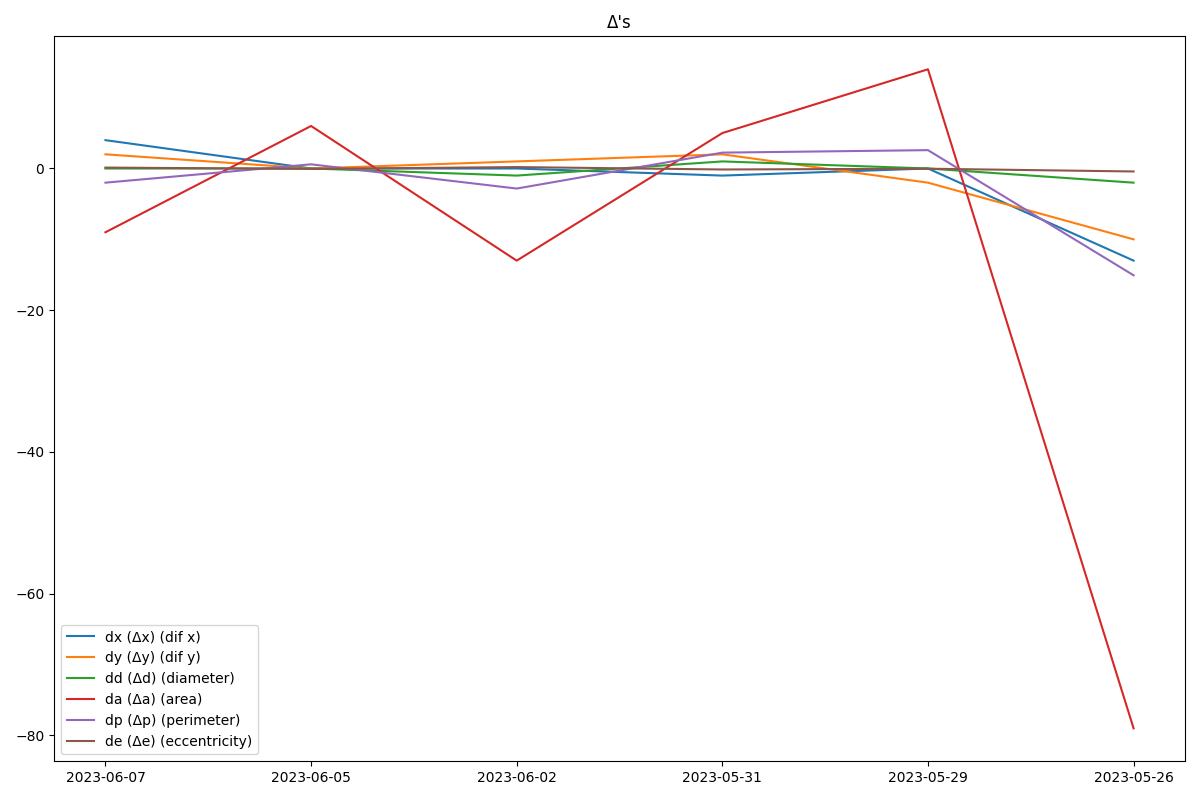 Δ's
0
−20
−40
−60
−80
dx (Δx) (dif x)
dy (Δy) (dif y)
dd (Δd) (diameter)
da (Δa) (area)
dp (Δp) (perimeter)
de (Δe) (eccentricity)
2023-06-07 2023-06-05 2023-06-02 2023-05-31 2023-05-29 2023-05-26